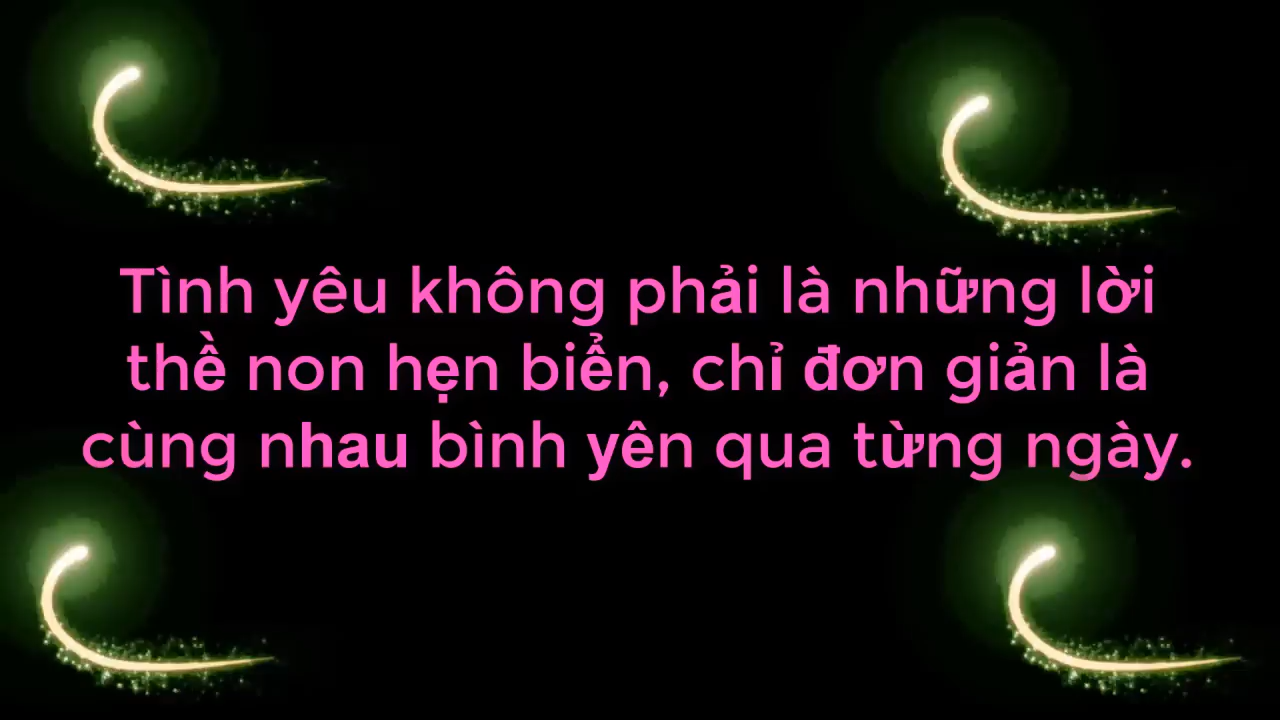 Tình yêu không phải là những lời
thề non hẹn biển, chỉ đơn giản là
cùng nhau bình yên qua từng ngày.